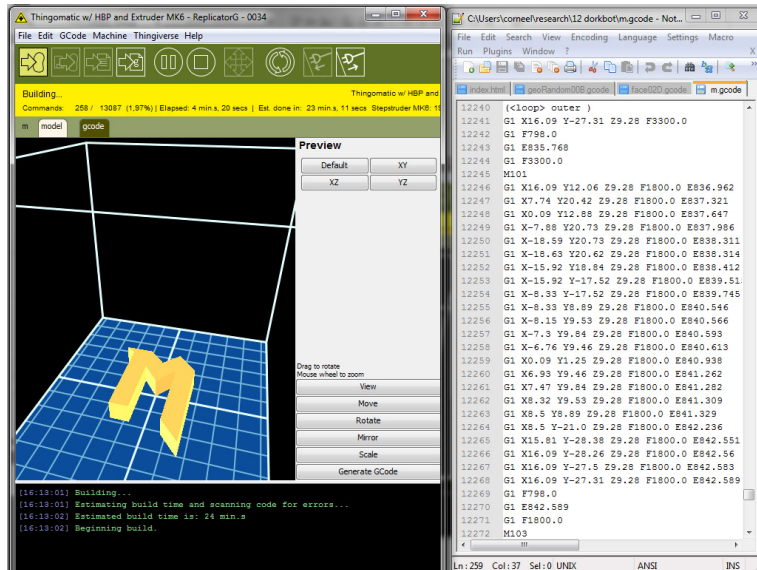 Thingomatic w/ HBP and Extruder MK6 - ReplicatorG - 0034
File Edit GCode Machine Thingiverse Help
Building...
Thingomatic w/ HBP and
Commands: 258 / 13087 (1,97%) | Elapsed: 4 min.s, 20 secs | Est. done in: 23 min.s, 11 secs Stepstruder MK6: 19
m model gcode
Preview
Default XY
XZ YZ
Drag to rotate
Mouse wheel to zoom
View
Move
Rotate
Mirror
Scale
Generate GCode
[16:13:01] Building...
[16:13:01] Estimating build time and scanning code for errors...
[16:13:02] Estimated build time is: 24 min.s
[16:13:02] Beginning build.
C:\Users\corneel\research\12 dorkbot\m.gcode - Not...
File Edit Search View Encoding Language Settings Macro
Run Plugins Window ? X
index.html geoRandom00B.gcode face02D.gcode m.gcode
12240 (<loop> outer )
12241 G1 X16.09 Y-27.31 Z9.28 F3300.0
12242 G1 F798.0
12243 G1 E835.768
12244 G1 F3300.0
12245 M101
12246 G1 X16.09 Y12.06 Z9.28 F1800.0 E836.962
12247 G1 X7.74 Y20.42 Z9.28 F1800.0 E837.321
12248 G1 X0.09 Y12.88 Z9.28 F1800.0 E837.647
12249 G1 X-7.88 Y20.73 Z9.28 F1800.0 E837.986
12250 G1 X-18.59 Y20.73 Z9.28 F1800.0 E838.311
12251 G1 X-18.63 Y20.62 Z9.28 F1800.0 E838.314
12252 G1 X-15.92 Y18.84 Z9.28 F1800.0 E838.412
12253 G1 X-15.92 Y-17.52 Z9.28 F1800.0 E839.51
12254 G1 X-8.33 Y-17.52 Z9.28 F1800.0 E839.745
12255 G1 X-8.33 Y8.89 Z9.28 F1800.0 E840.546
12256 G1 X-8.15 Y9.53 Z9.28 F1800.0 E840.566
12257 G1 X-7.3 Y9.84 Z9.28 F1800.0 E840.593
12258 G1 X-6.76 Y9.46 Z9.28 F1800.0 E840.613
12259 G1 X0.09 Y1.25 Z9.28 F1800.0 E840.938
12260 G1 X6.93 Y9.46 Z9.28 F1800.0 E841.262
12261 G1 X7.47 Y9.84 Z9.28 F1800.0 E841.282
12262 G1 X8.32 Y9.53 Z9.28 F1800.0 E841.309
12263 G1 X8.5 Y8.89 Z9.28 F1800.0 E841.329
12264 G1 X8.5 Y-21.0 Z9.28 F1800.0 E842.236
12265 G1 X15.81 Y-28.38 Z9.28 F1800.0 E842.551
12266 G1 X16.09 Y-28.26 Z9.28 F1800.0 E842.56
12267 G1 X16.09 Y-27.5 Z9.28 F1800.0 E842.583
12268 G1 X16.09 Y-27.31 Z9.28 F1800.0 E842.589
12269 G1 F798.0
12270 G1 E842.589
12271 G1 F1800.0
12272 M103
Ln : 259 Col : 37 Sel : 0 UNIX ANSI INS